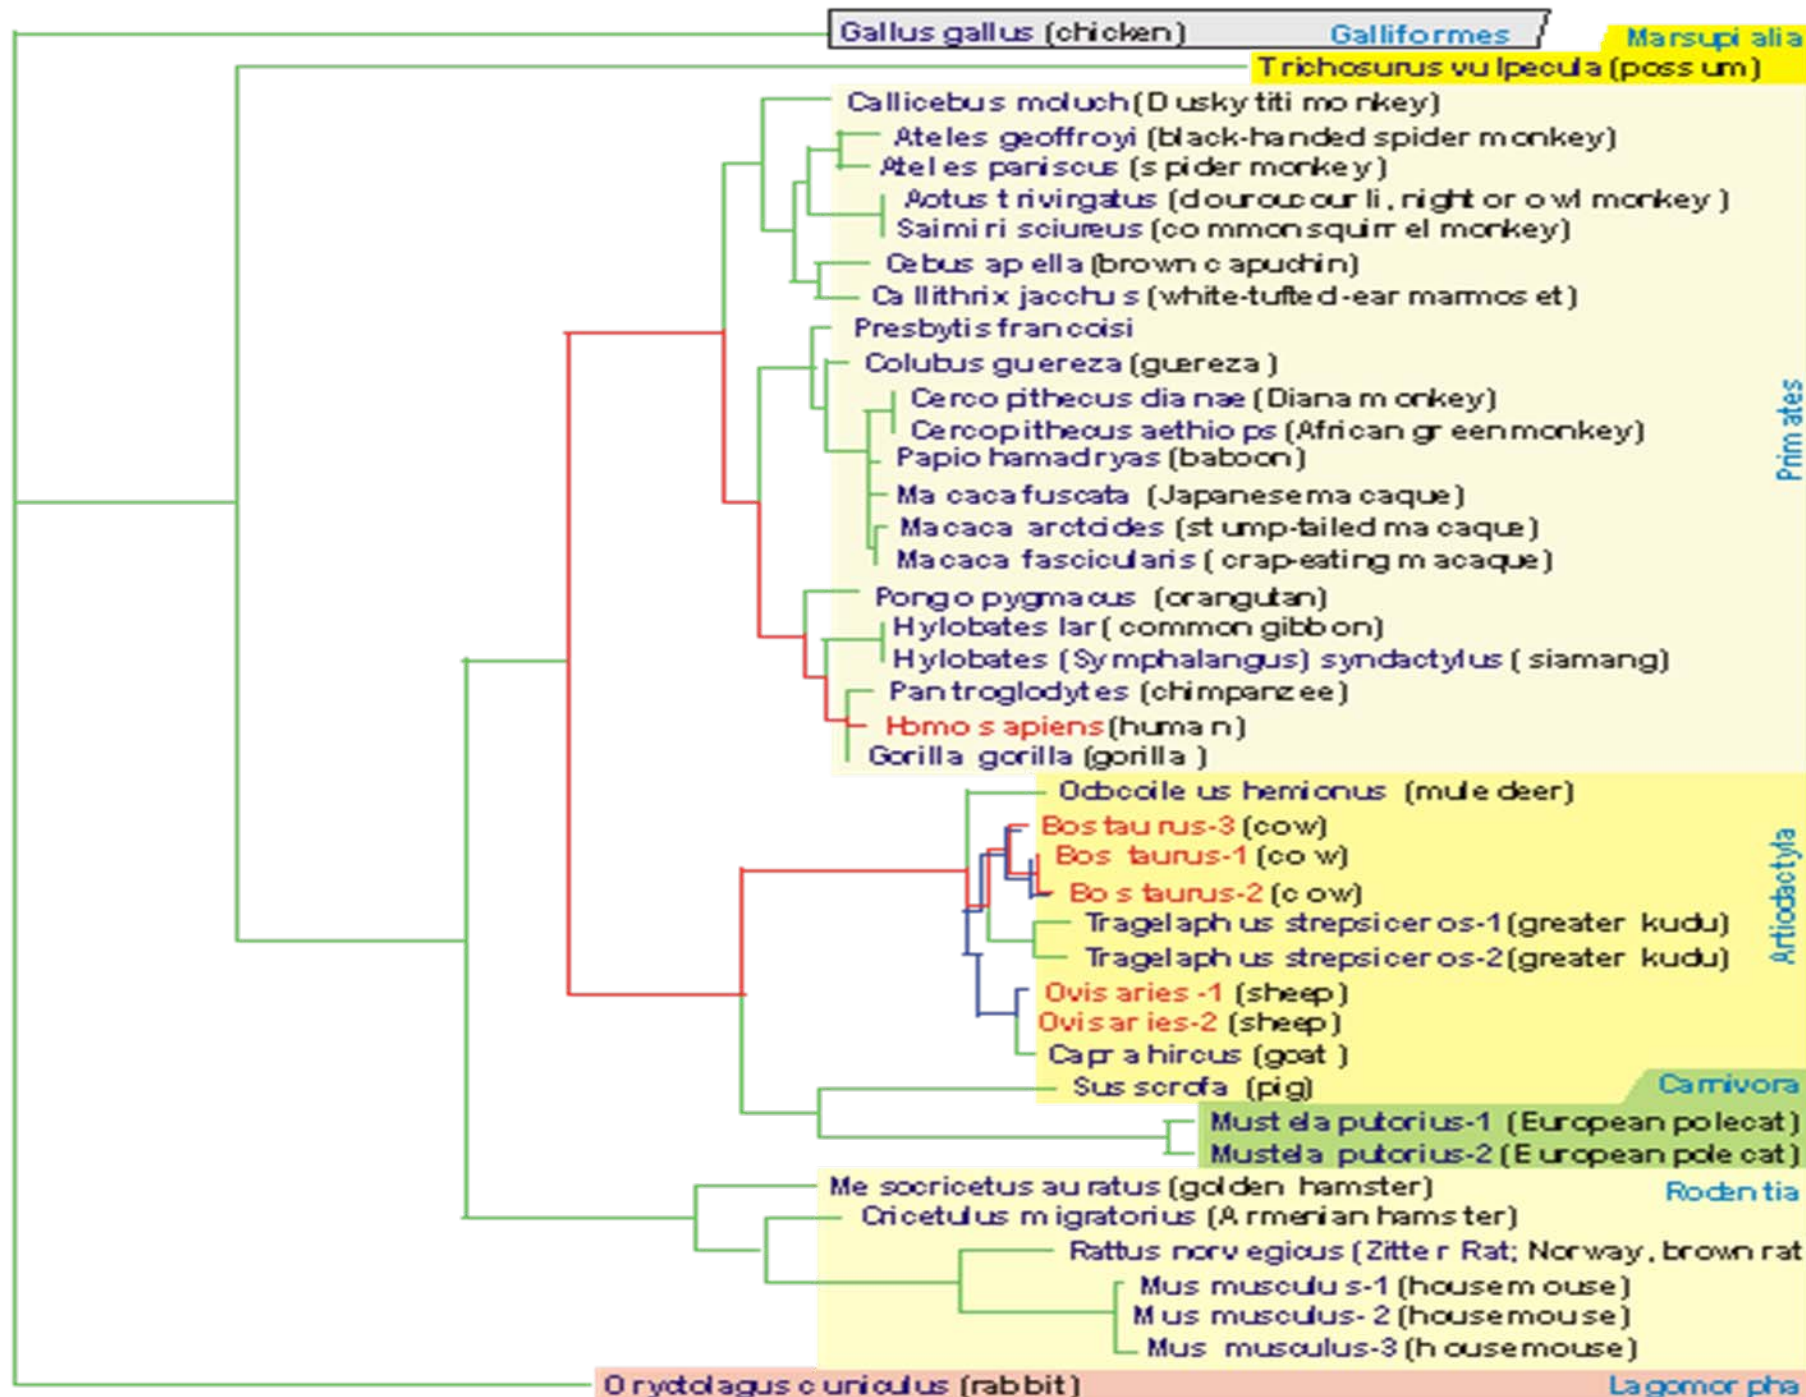 Gallus gallus (chicken) Galliformes
Marsupialia
Trichosurus vulpecula (possum)
Callicebus moluch (Dusky titi monkey)
Ateles geoffroyi (black-handed spider monkey)
Ateles paniscus (spider monkey)
Aotus trivingatus (douroucourli, night or owl monkey)
Saimiri sciureus (common squirrel monkey)
Cebus apella (brown capuchin)
Callithrix jacchus (white-tufted-ear marmoset)
Presbytis francoisi
Colubus guereza (guereza)
Cercopithecus dianae (Diana monkey)
Cercopithecus aethiops (African green monkey)
Papio hamadryas (baboon)
Primates
Macaca fuscata (Japanese macaque)
Macaca arctoides (stump-tailed macaque)
Macaca fascicularis (crap-eating macaque)
Pongo pygmacus (orangutan)
Hylobates lar (common gibbon)
Hylobates (Symphalangus) syndactylus (siamang)
Pan troglodytes (chimpanzee)
Homo sapiens (human)
Gorilla gorilla (gorilla)
Odocoileus hemionus (mule deer)
Bos taurus-3 (cow)
Bos taurus-1 (cow)
Bos taurus-2 (cow)
Artiodactyla
Tragelaphus strepsiceros-1 (greater kudu)
Tragelaphus strepsiceros-2 (greater kudu)
Ovis aries-1 (sheep)
Ovis aries-2 (sheep)
Capra hircus (goat)
Sus scrofa (pig)
Carnivora
Mustela putorius-1 (European polecat)
Mustela putorius-2 (European polecat)
Mesocricetus auratus (golden hamster)
Rodentia
Cricetulus migratorius (Armenian hamster)
Rattus norvegicus (Zitter Rat; Norway, brown rat
Mus musculus-1 (housemouse)
Mus musculus-2 (housemouse)
Mus musculus-3 (housemouse)
Oryctolagus cuniculus (rabbit) Lagomorpha